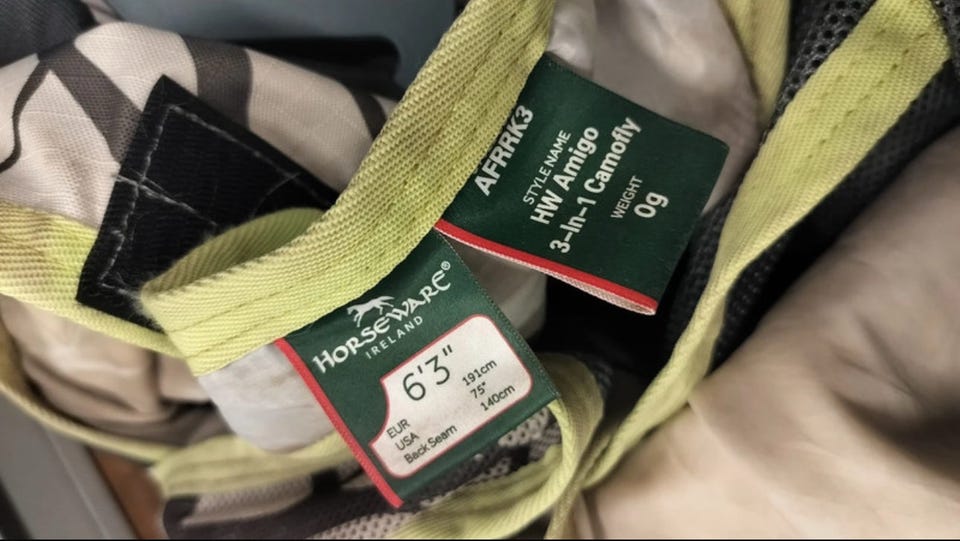 AFRRK3
STYLE NAME
HW Amigo
3-In-1 Camofly
WEIGHT
0g
HORSEWARE®
IRELAND
6'3"
EUR 191cm
USA 75"
Back Seam 140cm